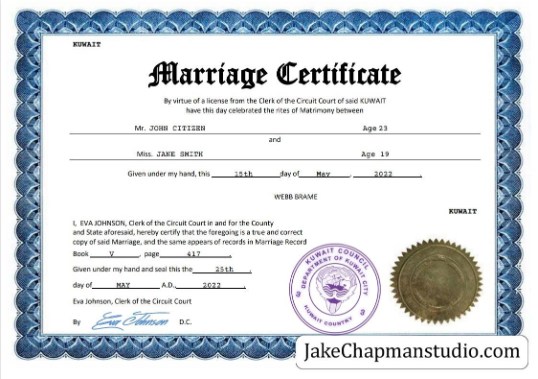 KUWAIT
Marriage Certificate
By virtue of a license from the Clerk of the Circuit Court of said KUWAIT
have this day celebrated the rites of Matrimony between
Mr. JOHN CITIZEN Age 23
and
Miss. JAKE SMITH Age 19
Given under my hand, this 15th day of May, 2022
WEBB BRAME
KUWAIT
I, EVA JOHNSON, Clerk of the Circuit Court in and for the County
and State aforesaid, hereby certify that the foregoing is a true and correct
copy of said Marriage, and the same appears of records in Marriage Record
Book V, page 417
Given under my hand and seal this the 25th
day of MAY A.D., 2022
Eva Johnson, Clerk of the Circuit Court
By Eva Johnson D.C.
KUWAIT COUNCIL
DEPARTMENT OF KUWAIT CITY
KUWAIT COUNTRY
JakeChapmanstudio.com